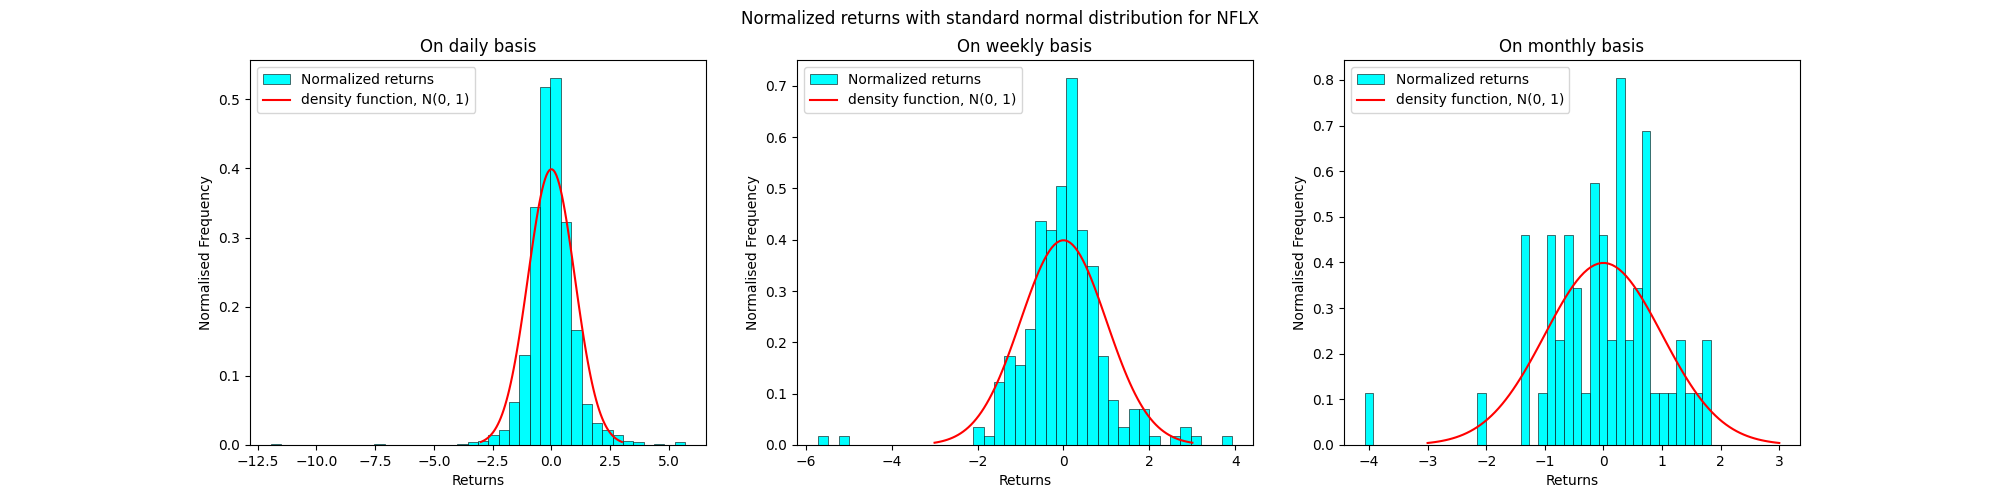 Normalized returns with standard normal distribution for NFLX
On daily basis
Normalized returns
density function, N(0, 1)
Normalised Frequency
0.5
0.4
0.3
0.2
0.1
0.0
−12.5 −10.0 −7.5 −5.0 −2.5 0.0 2.5 5.0
Returns
On weekly basis
Normalized returns
density function, N(0, 1)
Normalised Frequency
0.7
0.6
0.5
0.4
0.3
0.2
0.1
0.0
−6 −4 −2 0 2 4
Returns
On monthly basis
Normalized returns
density function, N(0, 1)
Normalised Frequency
0.8
0.7
0.6
0.5
0.4
0.3
0.2
0.1
0.0
−4 −3 −2 −1 0 1 2 3
Returns